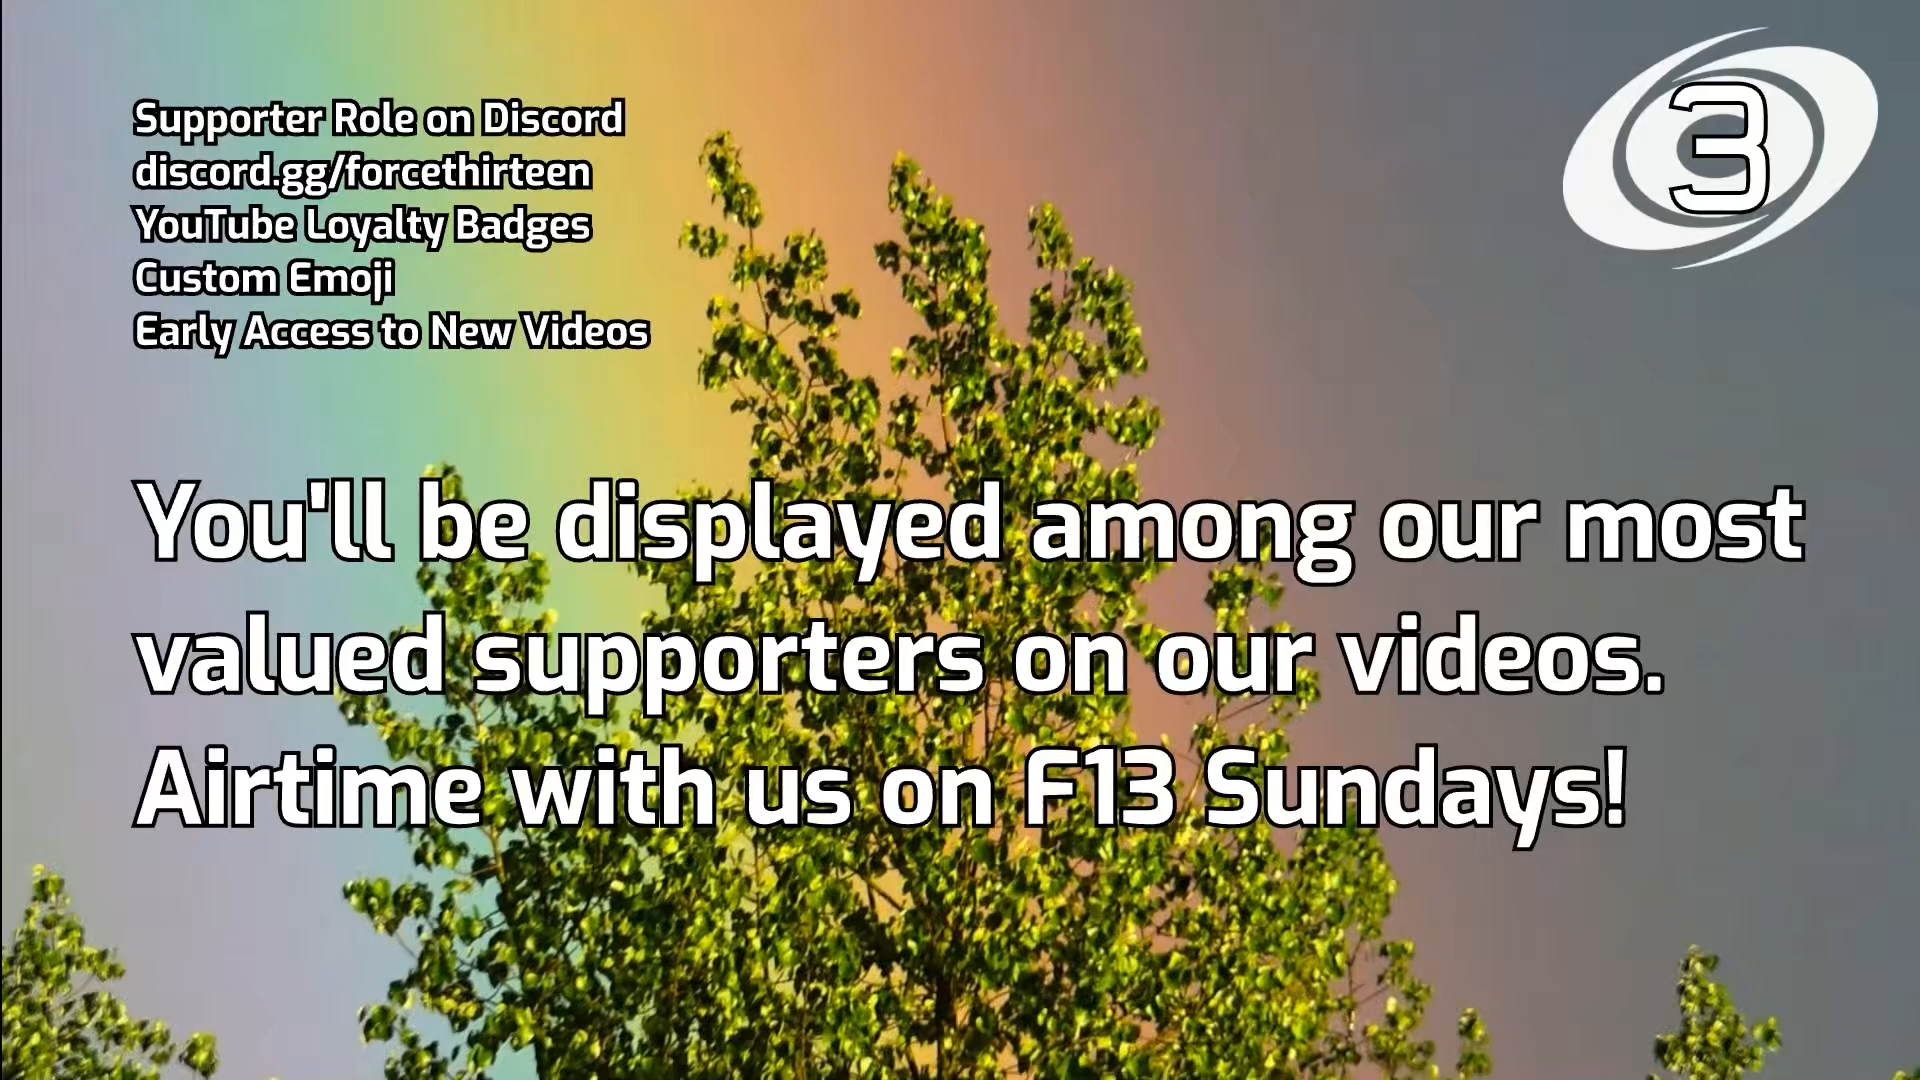 Supporter Role on Discord
discord.gg/forcethirteen
YouTube Loyalty Badges
Custom Emoji
Early Access to New Videos
3
You'll be displayed among our most
valued supporters on our videos.
Airtime with us on F13 Sundays!